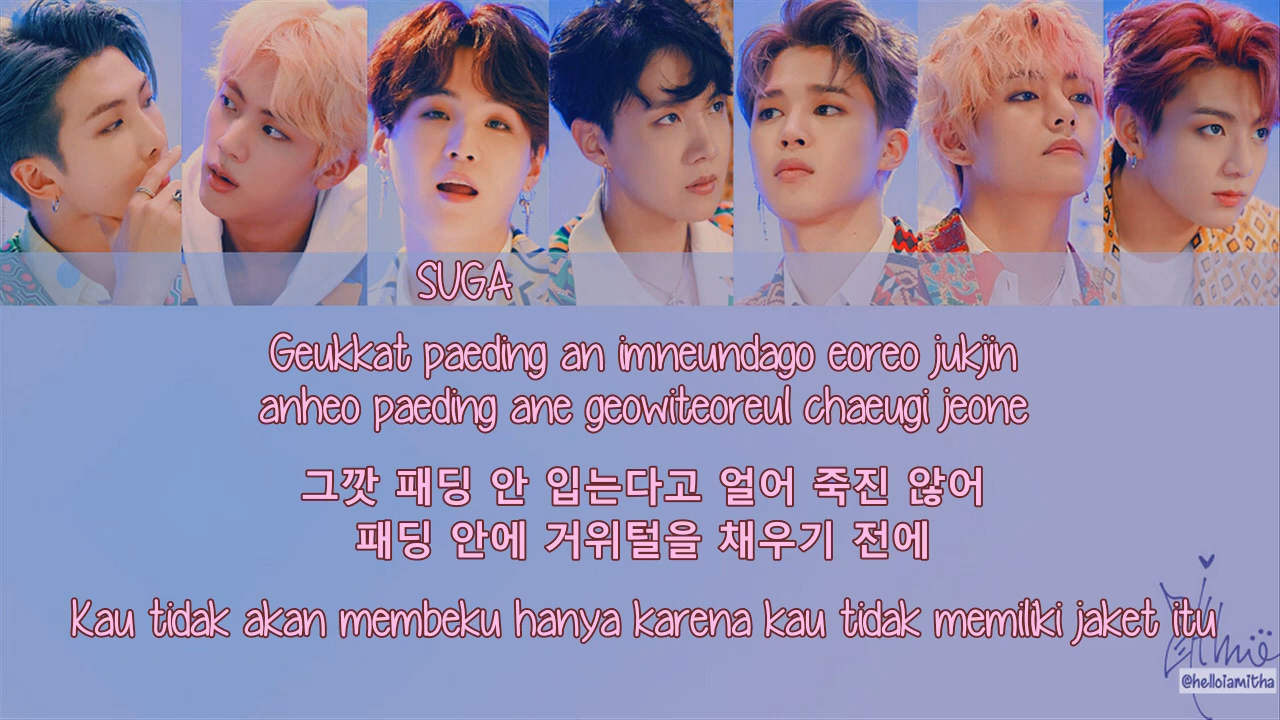 SUGA
Geukkat paeding an imneundago eoreo jukjin
anheo paeding ane geowiteoreul chaeugi jeone
그깟 패딩 안 입는다고 얼어 죽진 않어
패딩 안에 거위털을 채우기 전에
Kau tidak akan membeku hanya karena kau tidak memiliki jaket itu
@helloiamitha